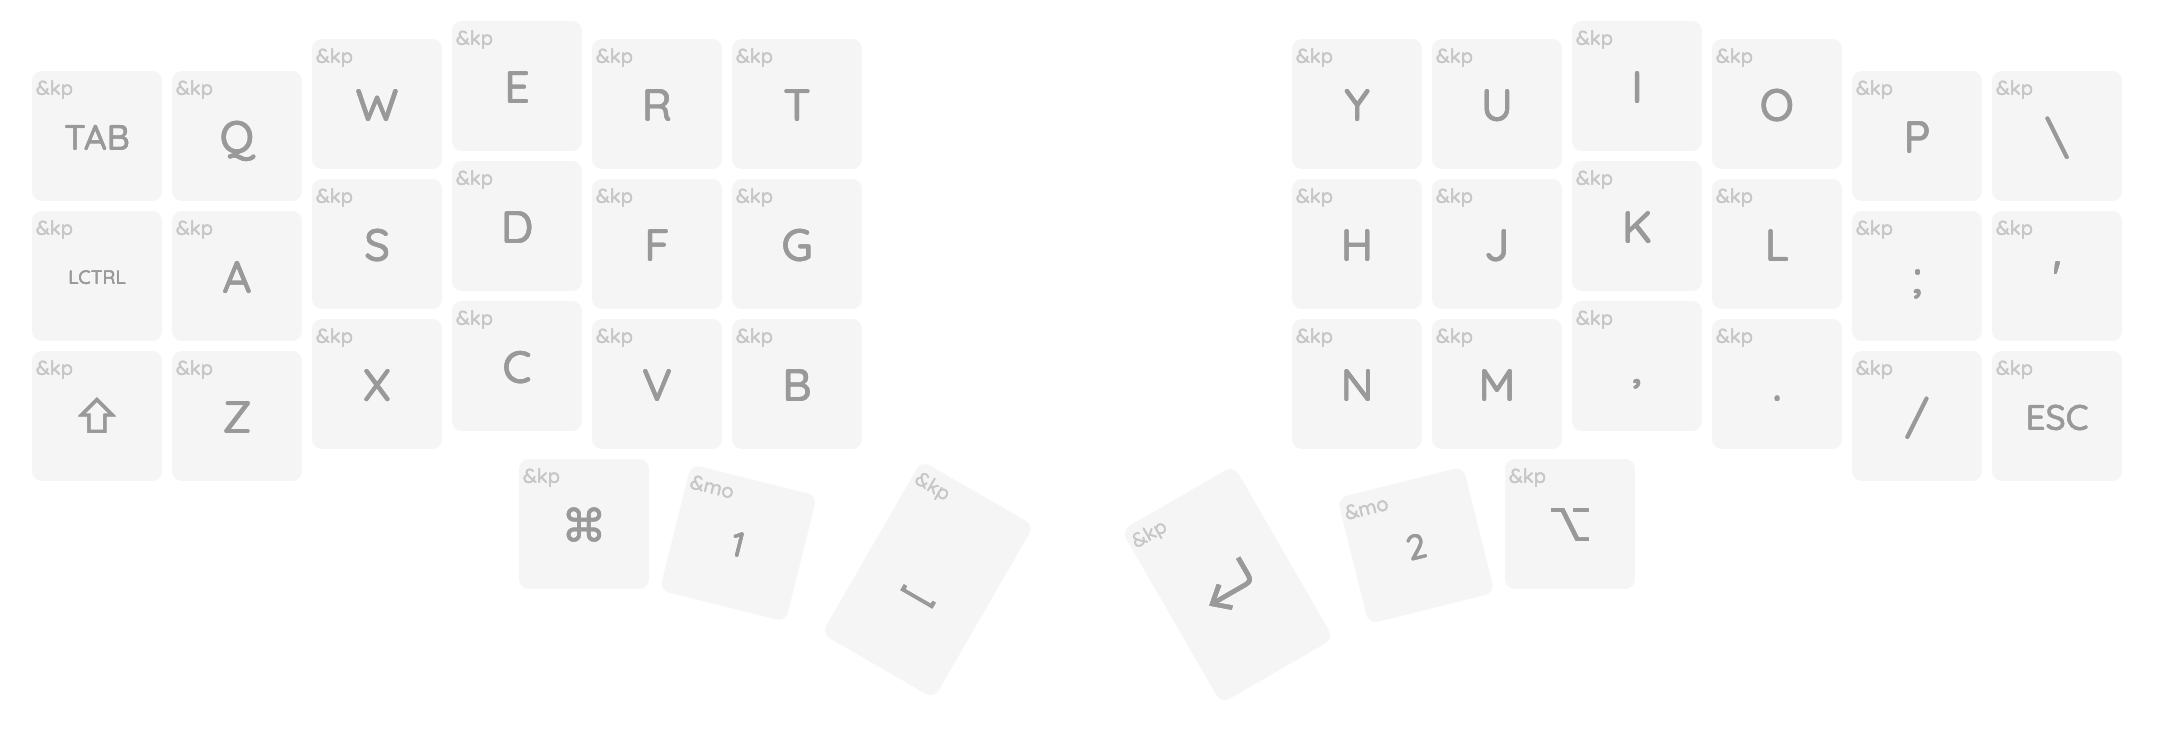 &kp TAB &kp Q &kp W &kp E &kp R &kp T &kp Y &kp U &kp I &kp O &kp P &kp \
&kp LCTRL &kp A &kp S &kp D &kp F &kp G &kp H &kp J &kp K &kp L &kp ; &kp '
&kp ⇧ &kp Z &kp X &kp C &kp V &kp B &kp N &kp M &kp , &kp . &kp / &kp ESC
&kp ⌘ &mo 1 &kp ⎵ &kp ↵ &mo 2 &kp ⌥